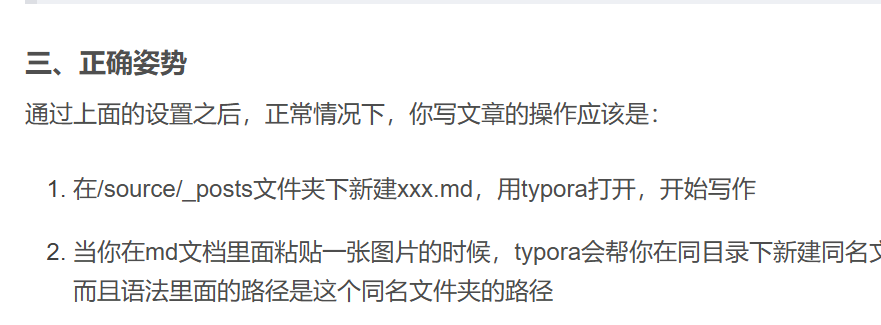 三、正确姿势
通过上面的设置之后，正常情况下，你写文章的操作应该是：
1. 在/source/_posts文件夹下新建xxx.md，用typora打开，开始写作
2. 当你在md文档里面粘贴一张图片的时候，typora会帮你在同目录下新建同名文
而且语法里面的路径是这个同名文件夹的路径